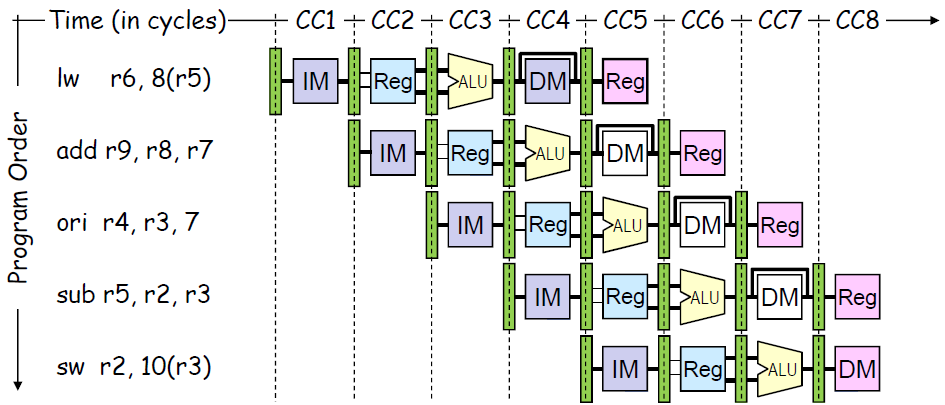 Time (in cycles) CC1 CC2 CC3 CC4 CC5 CC6 CC7 CC8
Program Order
lw r6, 8(r5) IM Reg ALU DM Reg
add r9, r8, r7 IM Reg ALU DM Reg
ori r4, r3, 7 IM Reg ALU DM Reg
sub r5, r2, r3 IM Reg ALU DM Reg
sw r2, 10(r3) IM Reg ALU DM